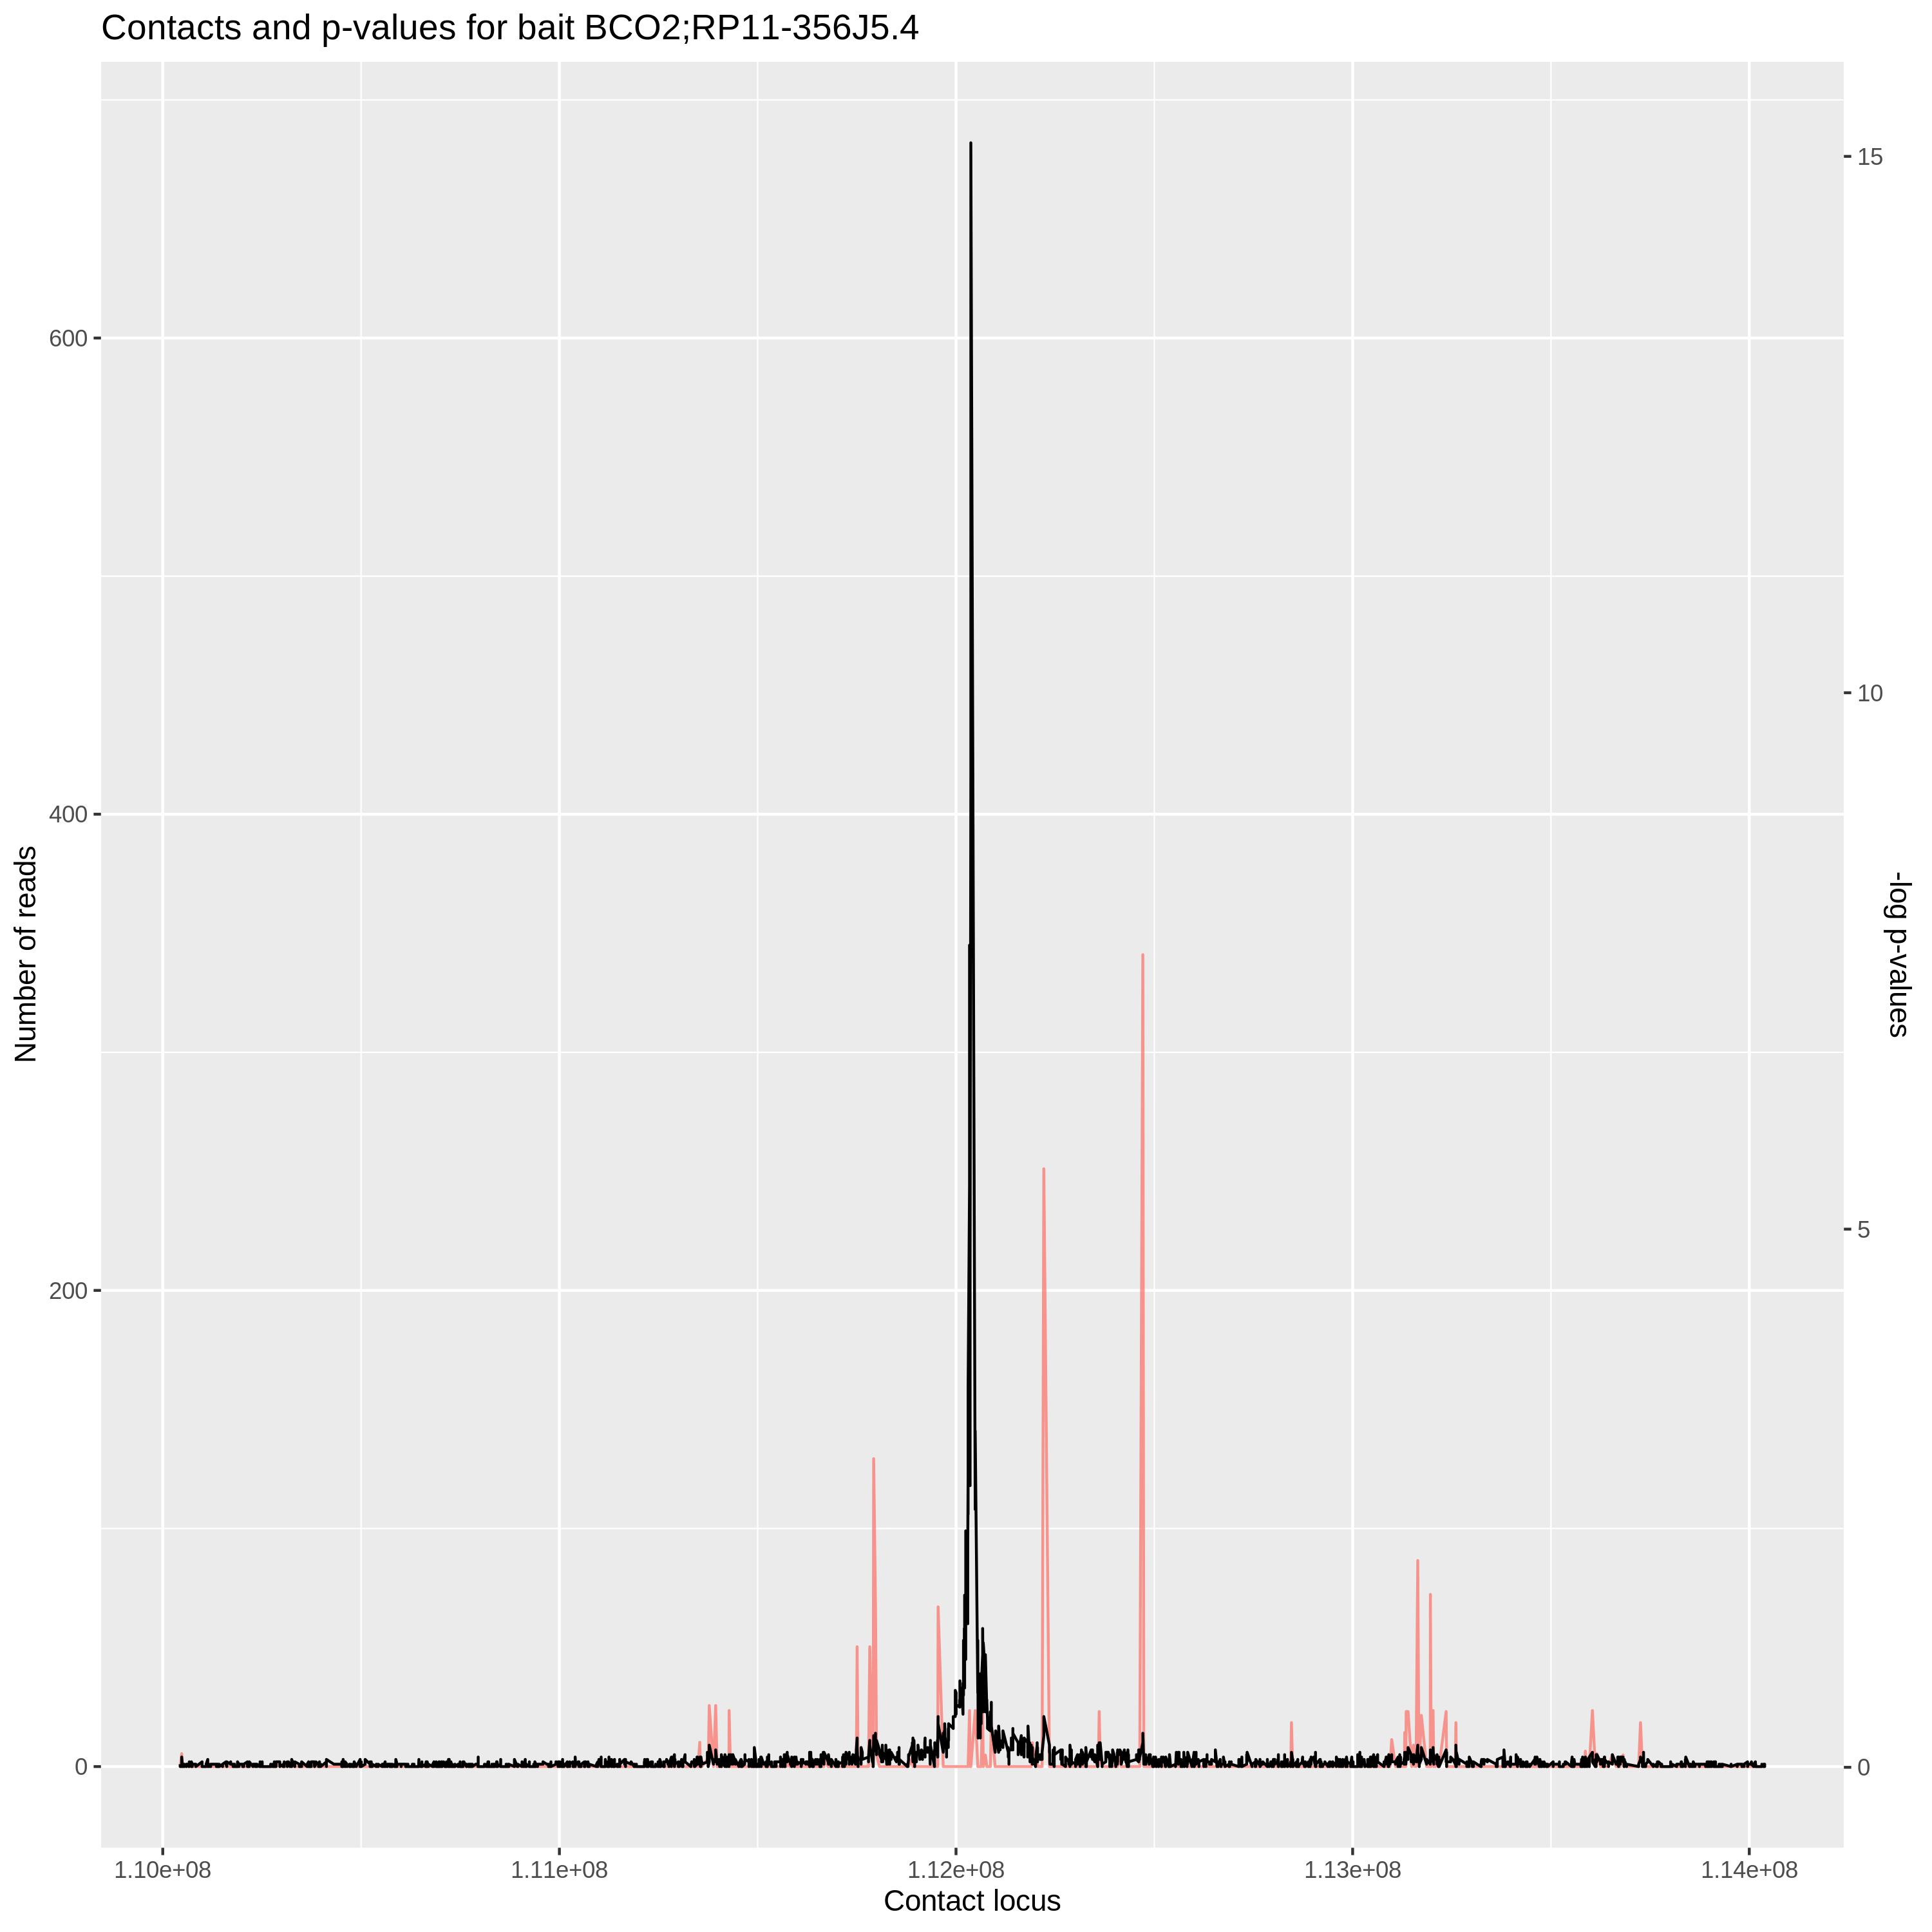 Contacts and p-values for bait BCO2;RP11-356J5.4
Number of reads
600
400
200
0
15
10
5
0
-log p-values
1.10e+08
1.11e+08
1.12e+08
1.13e+08
1.14e+08
Contact locus